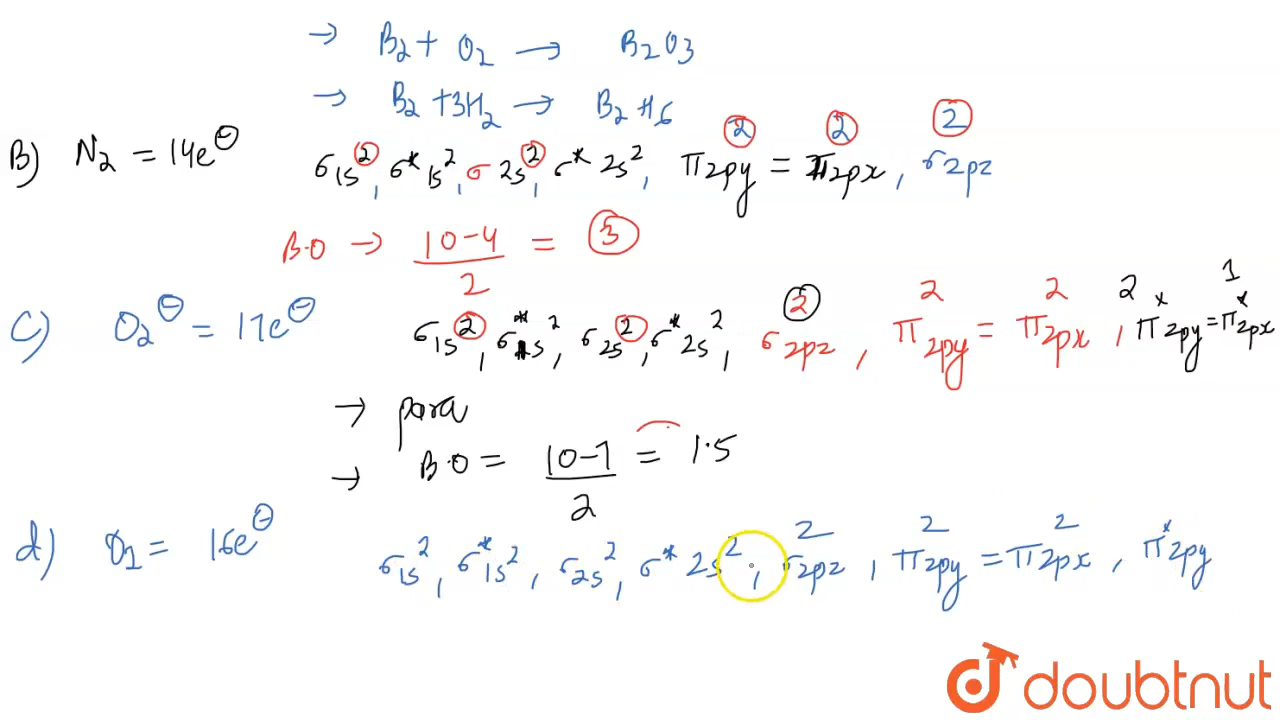 → B₂ + O₂ → B₂O₃
→ B₂ + 3H₂ → B₂H₆
B) N₂ = 14e⊖ σ1s², σ*1s², σ2s², σ*2s², π2py² = π2px², σ2pz²
B.O → 10-4/2 = 3
C) O₂⊖ = 17e⊖ σ1s², σ*1s², σ2s², σ*2s², σ2pz², π2py² = π2px², π*2py² = π*2px¹
→ para
→ B.O = 10-7/2 = 1.5
d) O₂ = 16e⊖ σ1s², σ*1s², σ2s², σ*2s², σ2pz², π2py² = π2px², π*2py
doubtnut